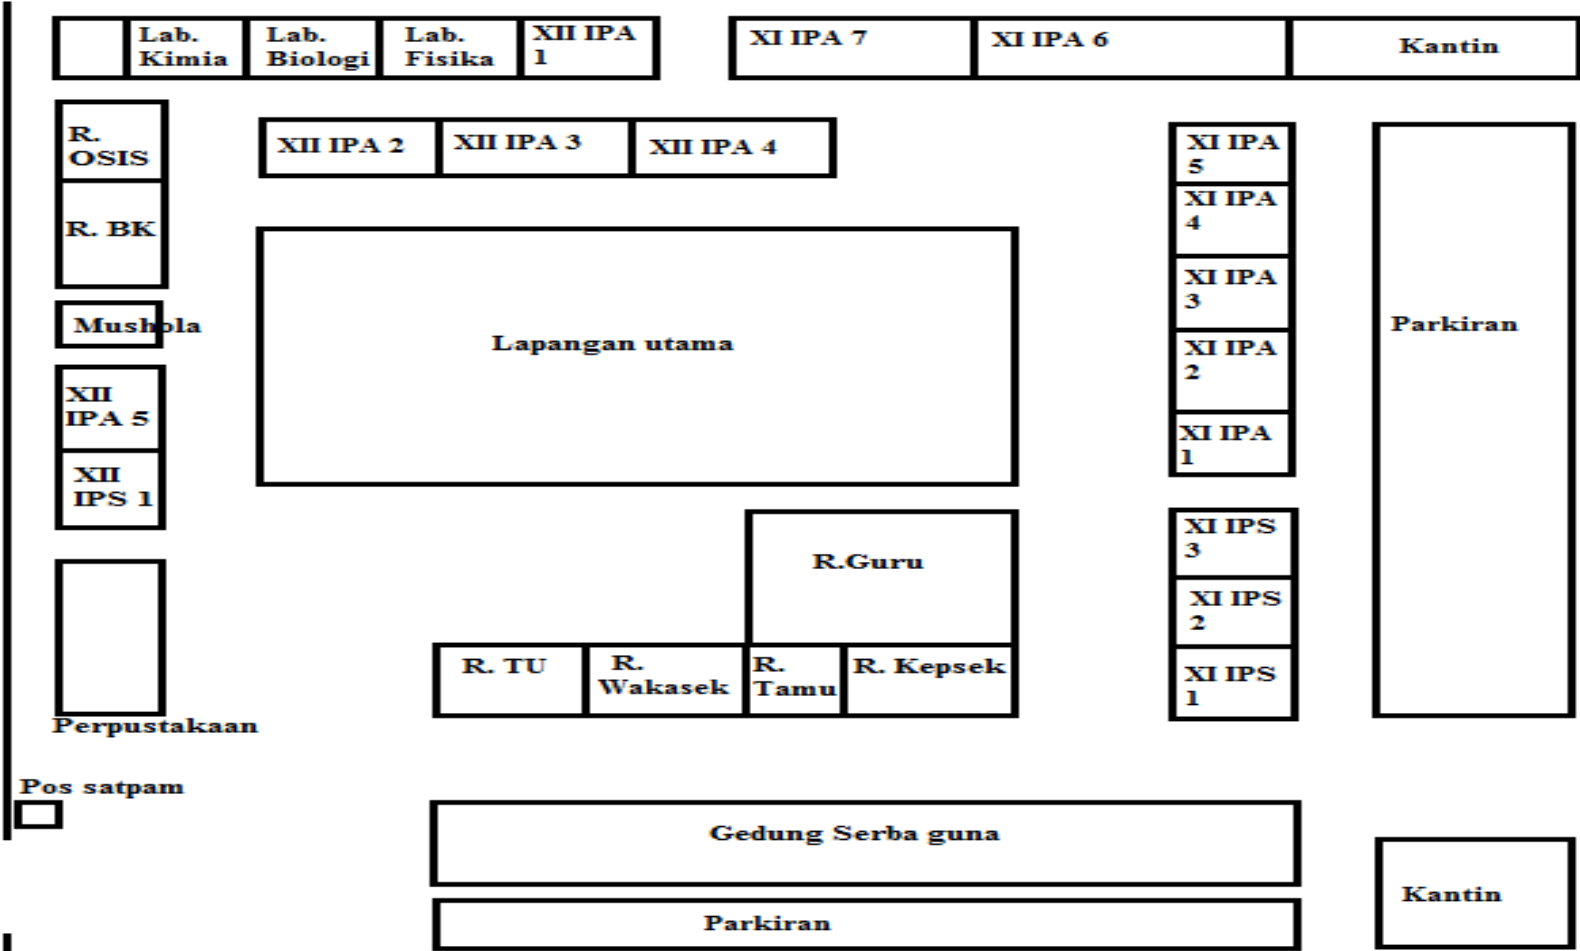 Lab.
Kimia
Lab.
Biologi
Lab.
Fisika
XII IPA
1
XI IPA 7
XI IPA 6
Kantin
R.
OSIS
R. BK
Mushola
XII
IPA 5
XII
IPS 1
Perpustakaan
Pos satpam
XII IPA 2
XII IPA 3
XII IPA 4
Lapangan utama
R.Guru
R. TU
R.
Wakasek
R.
Tamu
R. Kepsek
XI IPA
5
XI IPA
4
XI IPA
3
XI IPA
2
XI IPA
1
XI IPS
3
XI IPS
2
XI IPS
1
Parkiran
Gedung Serba guna
Parkiran
Kantin